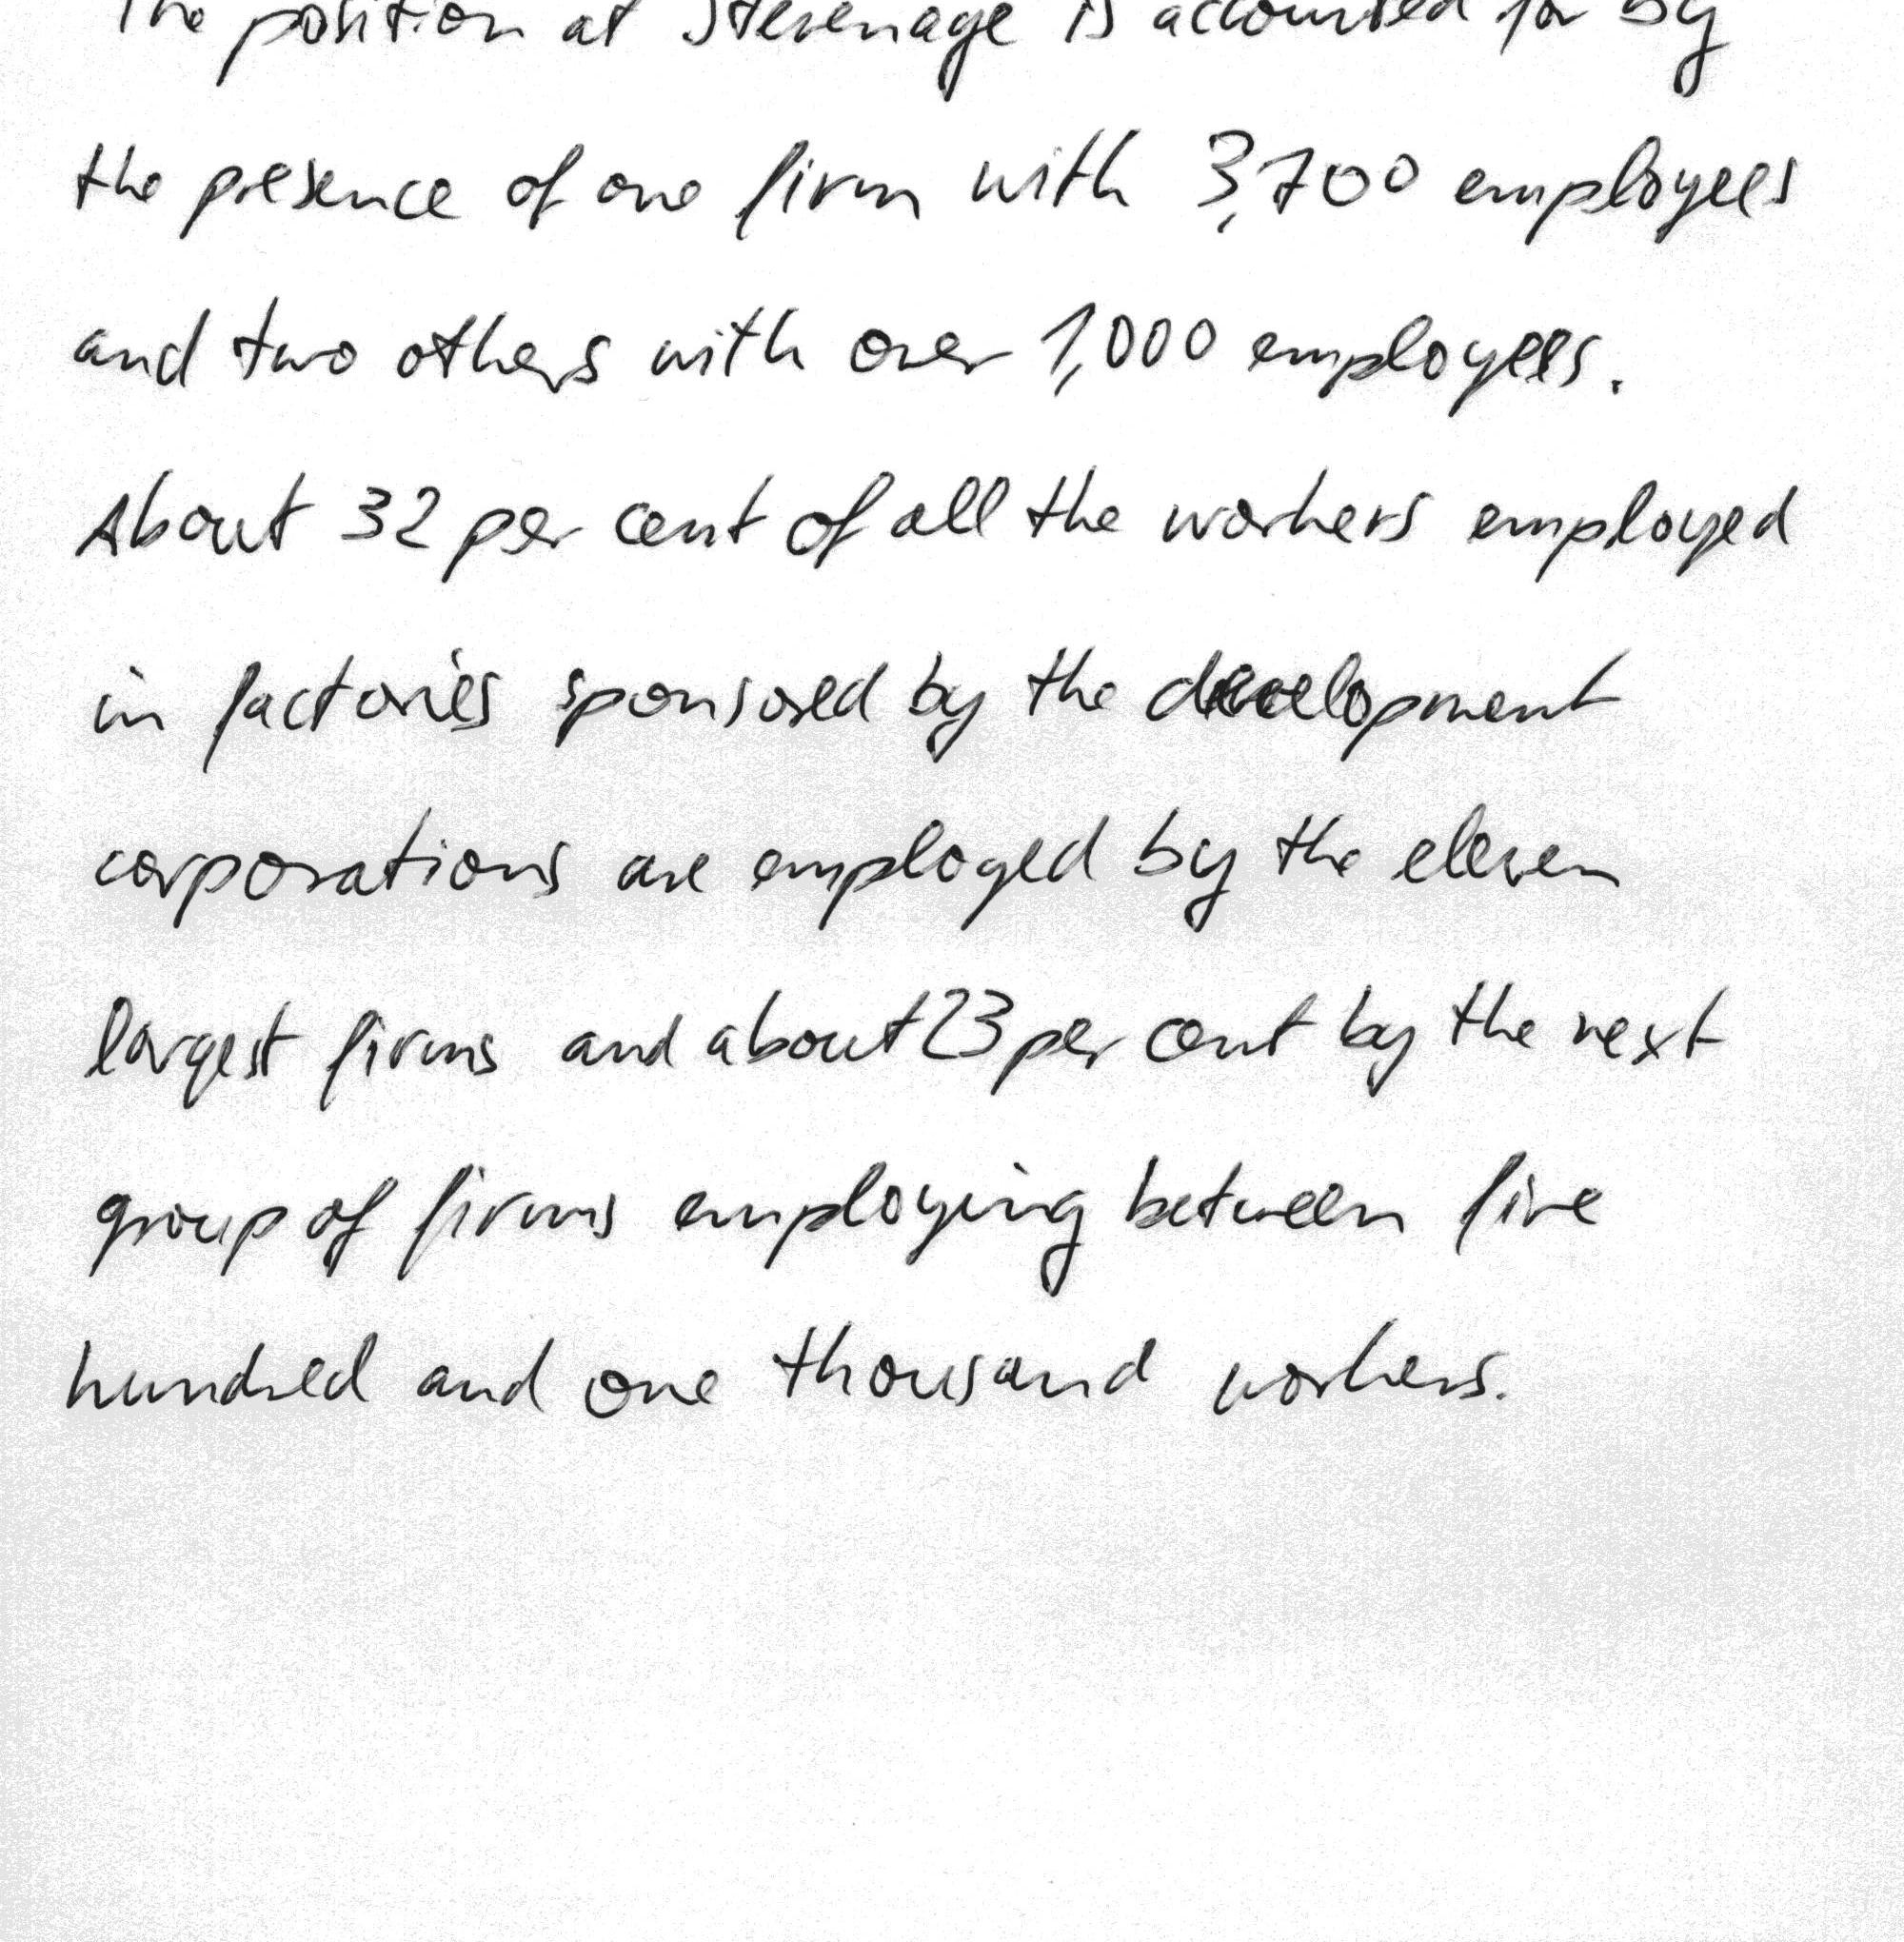 The position at Stevenage is accounted for by
the presence of one firm with 3,700 employees
and two others with over 1,000 employees.
About 32 per cent of all the workers employed
in factories sponsored by the development
corporations are employed by the eleven
largest firms and about 23 per cent by the next
group of firms employing between five
hundred and one thousand workers.